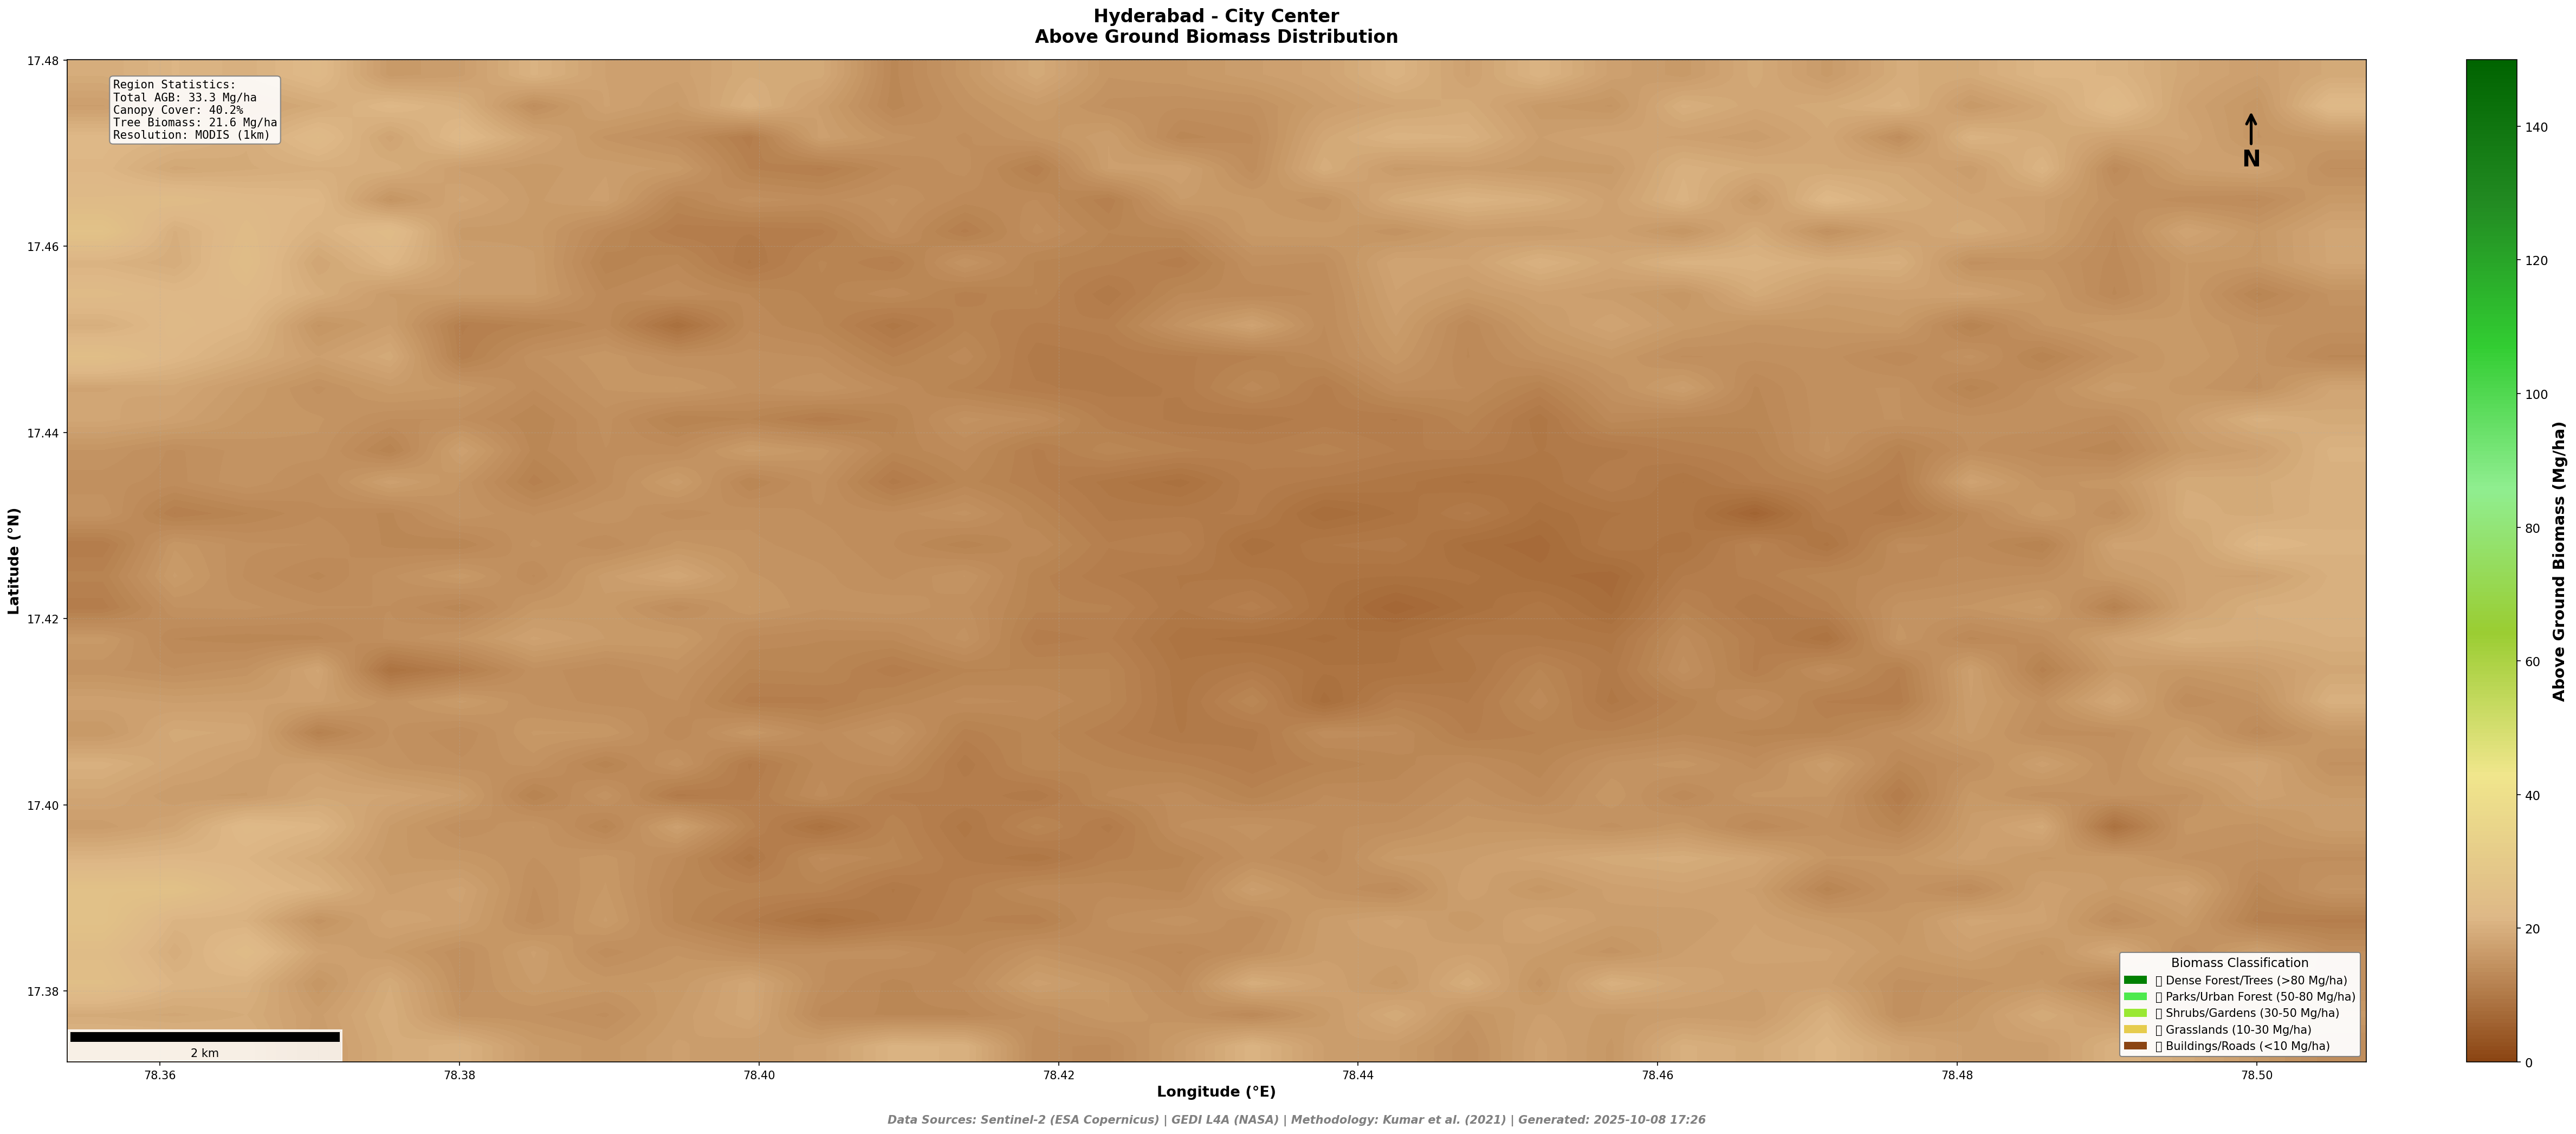 Hyderabad - City Center
Above Ground Biomass Distribution
Region Statistics:
Total AGB: 33.3 Mg/ha
Canopy Cover: 40.2%
Tree Biomass: 21.6 Mg/ha
Resolution: MODIS (1km)
N
17.48
17.46
17.44
17.42
17.40
17.38
Latitude (°N)
2 km
78.36
78.38
78.40
78.42
78.44
78.46
78.48
78.50
Longitude (°E)
Biomass Classification
Dense Forest/Trees (>80 Mg/ha)
Parks/Urban Forest (50-80 Mg/ha)
Shrubs/Gardens (30-50 Mg/ha)
Grasslands (10-30 Mg/ha)
Buildings/Roads (<10 Mg/ha)
140
120
100
80
60
40
20
0
Above Ground Biomass (Mg/ha)
Data Sources: Sentinel-2 (ESA Copernicus) | GEDI L4A (NASA) | Methodology: Kumar et al. (2021) | Generated: 2025-10-08 17:26